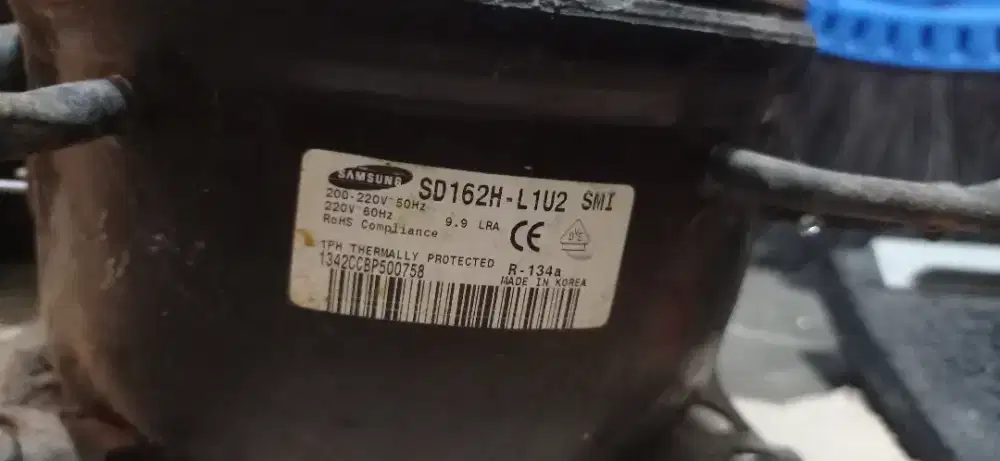 SAMSUNG SD162H-L1U2 SMI
200-220V~50Hz
220V 60Hz 9.9 LRA
RoHS Compliance CE
1PH THERMALLY PROTECTED R-134a
1342CCBP500758 MADE IN KOREA